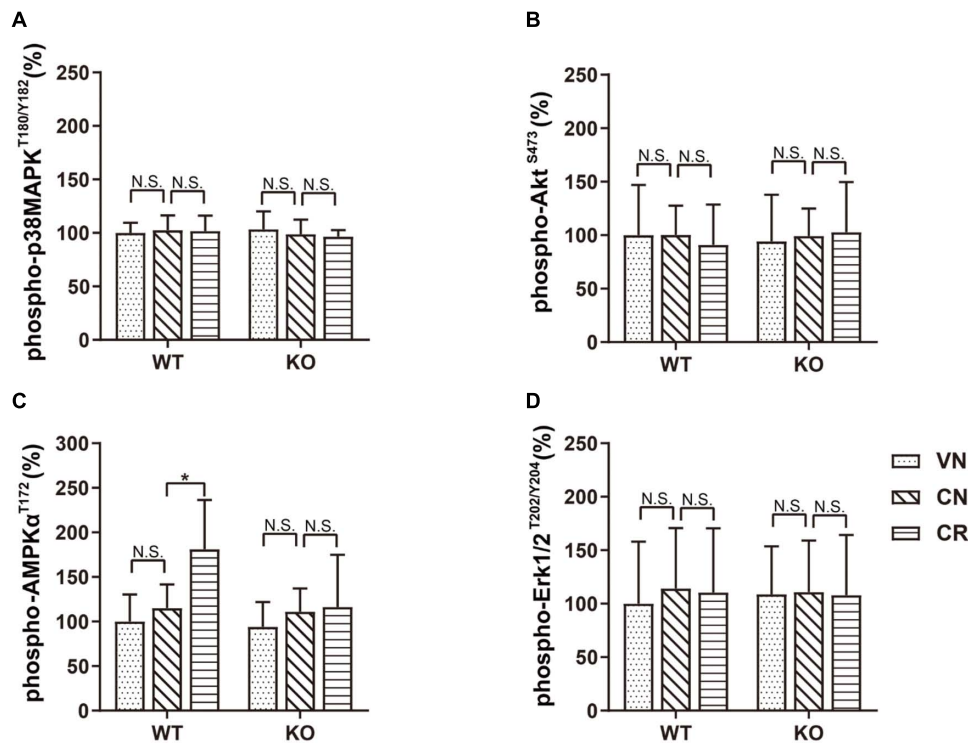 A
phospho-p38MAPK T180/Y182 (%)
250
200
150
100
50
0
N.S. N.S. N.S. N.S.
WT KO
B
phospho-Akt S473 (%)
250
200
150
100
50
0
N.S. N.S. N.S. N.S.
WT KO
C
phospho-AMPKα T172 (%)
300
250
200
150
100
50
0
N.S. * N.S. N.S.
WT KO
D
phospho-Erk1/2 T202/Y204 (%)
250
200
150
100
50
0
N.S. N.S. N.S. N.S.
WT KO
VN
CN
CR